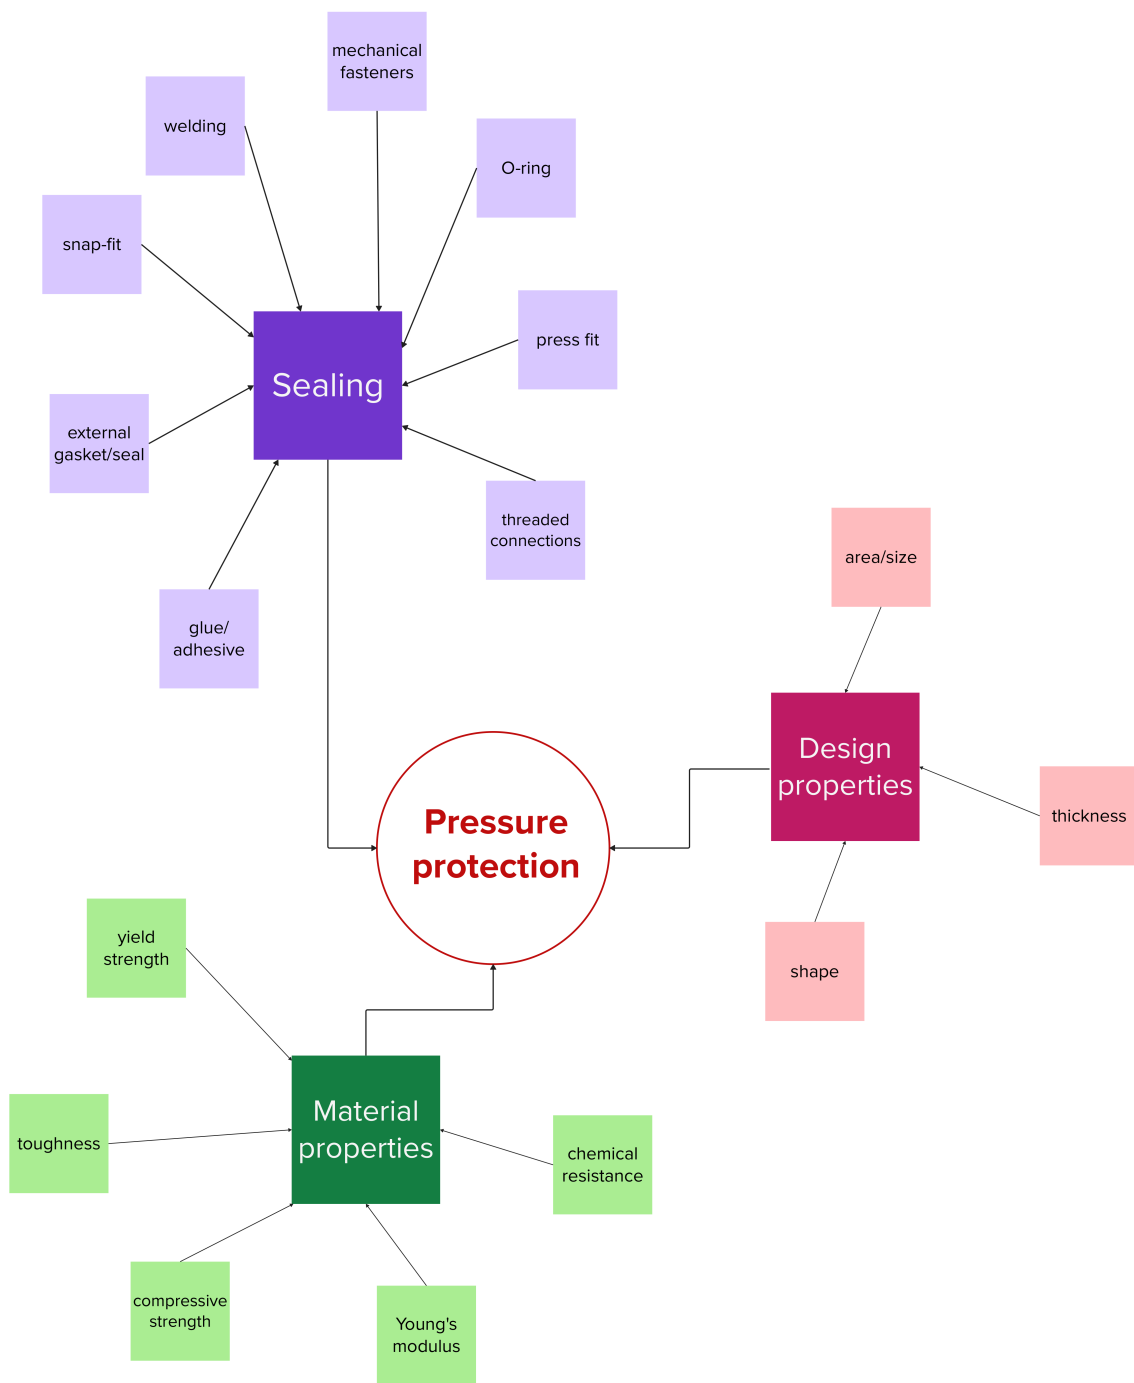 mechanical
fasteners
welding
O-ring
snap-fit
press fit
Sealing
external
gasket/seal
threaded
connections
glue/
adhesive
area/size
Design
properties
thickness
shape
Pressure
protection
yield
strength
toughness
Material
properties
chemical
resistance
compressive
strength
Young's
modulus